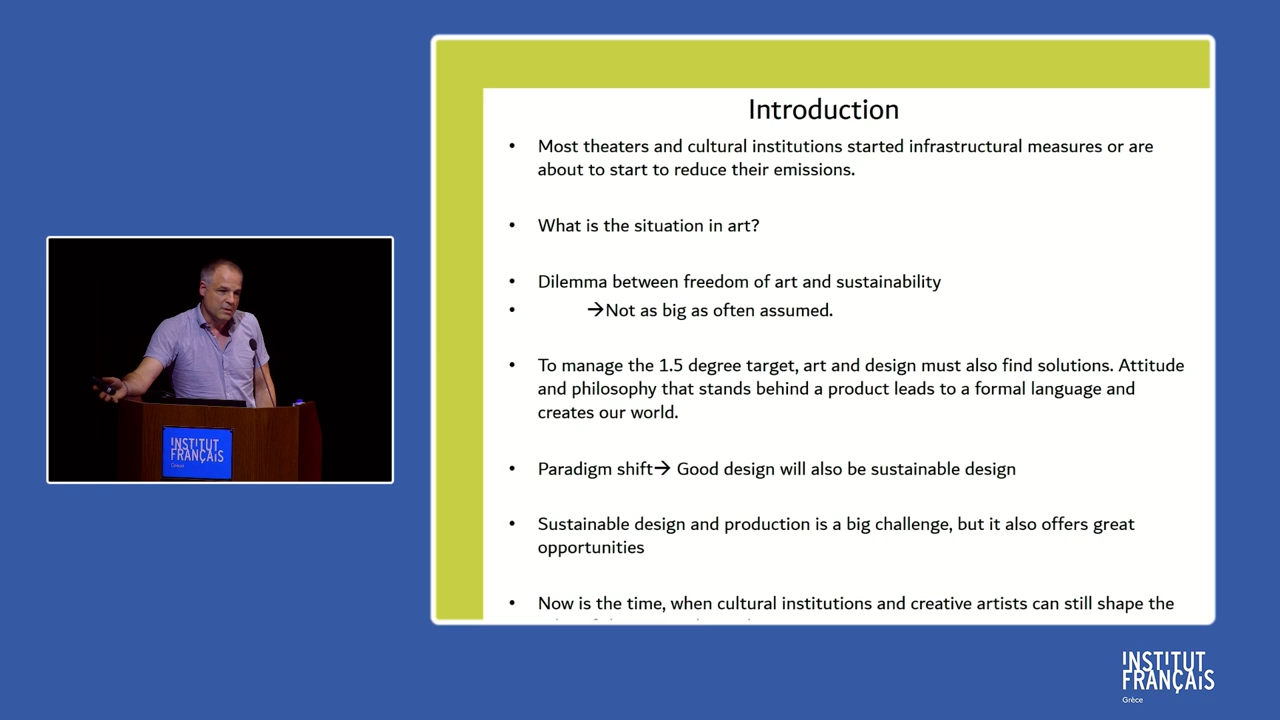 Introduction
• Most theaters and cultural institutions started infrastructural measures or are
about to start to reduce their emissions.
• What is the situation in art?
• Dilemma between freedom of art and sustainability
• →Not as big as often assumed.
• To manage the 1.5 degree target, art and design must also find solutions. Attitude
and philosophy that stands behind a product leads to a formal language and
creates our world.
• Paradigm shift→ Good design will also be sustainable design
• Sustainable design and production is a big challenge, but it also offers great
opportunities
• Now is the time, when cultural institutions and creative artists can still shape the
INSTITUT
FRANÇAIS
Grèce
INSTITUT
FRANÇAIS
Grèce